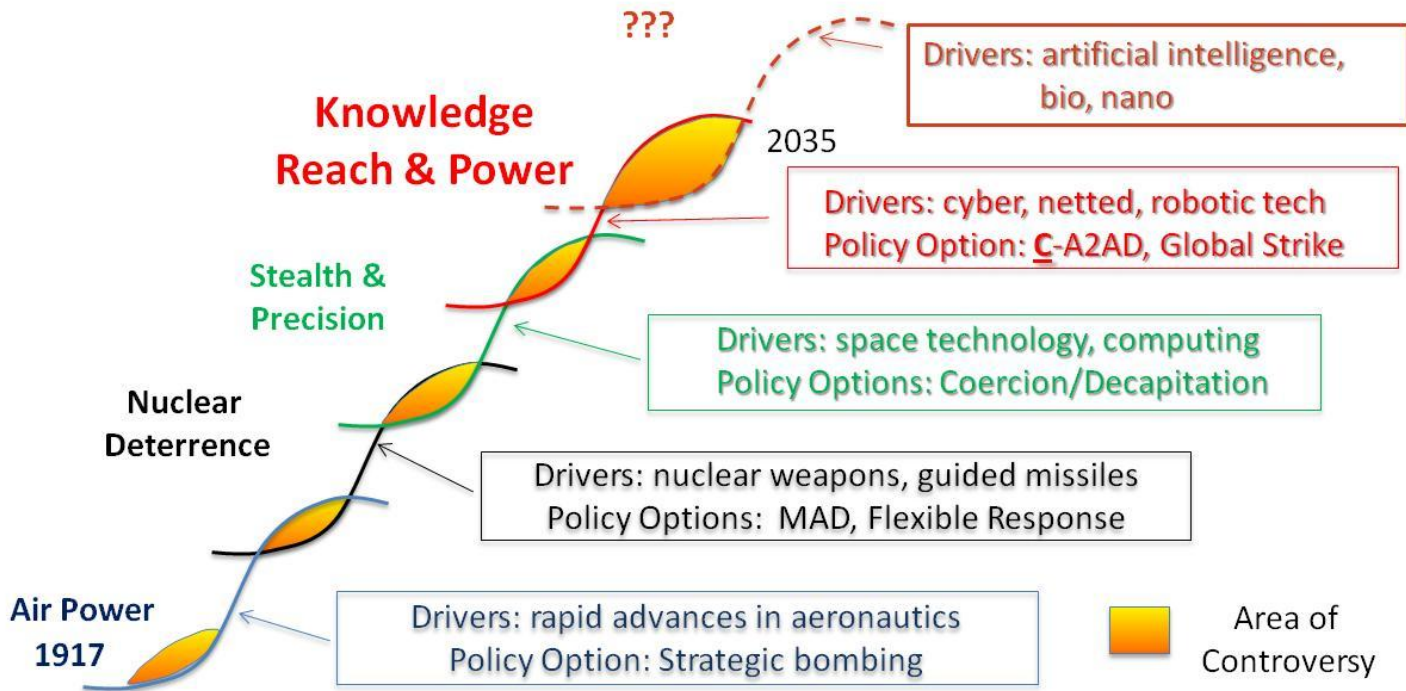 ???
Drivers: artificial intelligence,
bio, nano
Knowledge
Reach & Power
2035
Drivers: cyber, netted, robotic tech
Policy Option: C-A2AD, Global Strike
Stealth &
Precision
Drivers: space technology, computing
Policy Options: Coercion/Decapitation
Nuclear
Deterrence
Drivers: nuclear weapons, guided missiles
Policy Options: MAD, Flexible Response
Air Power
1917
Drivers: rapid advances in aeronautics
Policy Option: Strategic bombing
Area of
Controversy